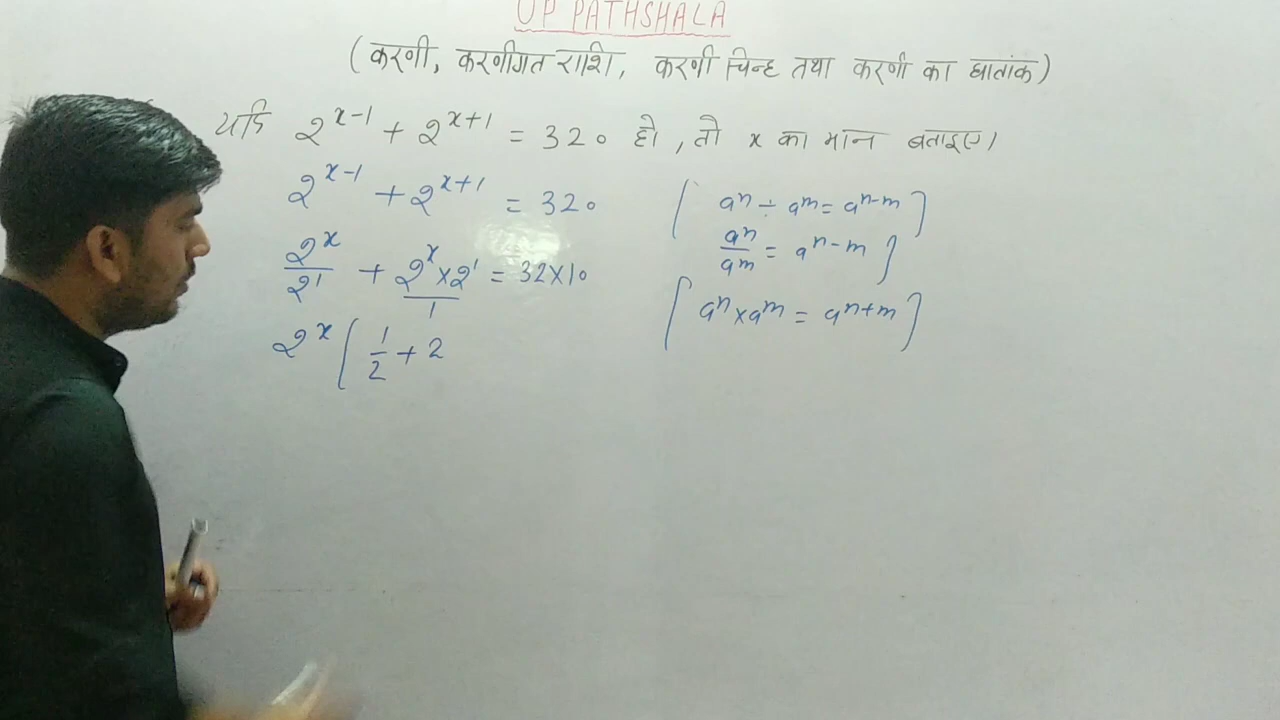 UP PATHSHALA
(करणी, करणीगत राशि, करणी चिन्ह तथा करणी का घातांक)
यदि 2^{x-1} + 2^{x+1} = 320 हो, तो x का मान बताइए।
2^{x-1} + 2^{x+1} = 320
[a^n ÷ a^m = a^{n-m}]
2^x/2^1 + 2^x×2^1/1 = 32×10
a^n/a^m = a^{n-m}]
[a^n × a^m = a^{n+m}]
2^x [1/2 + 2